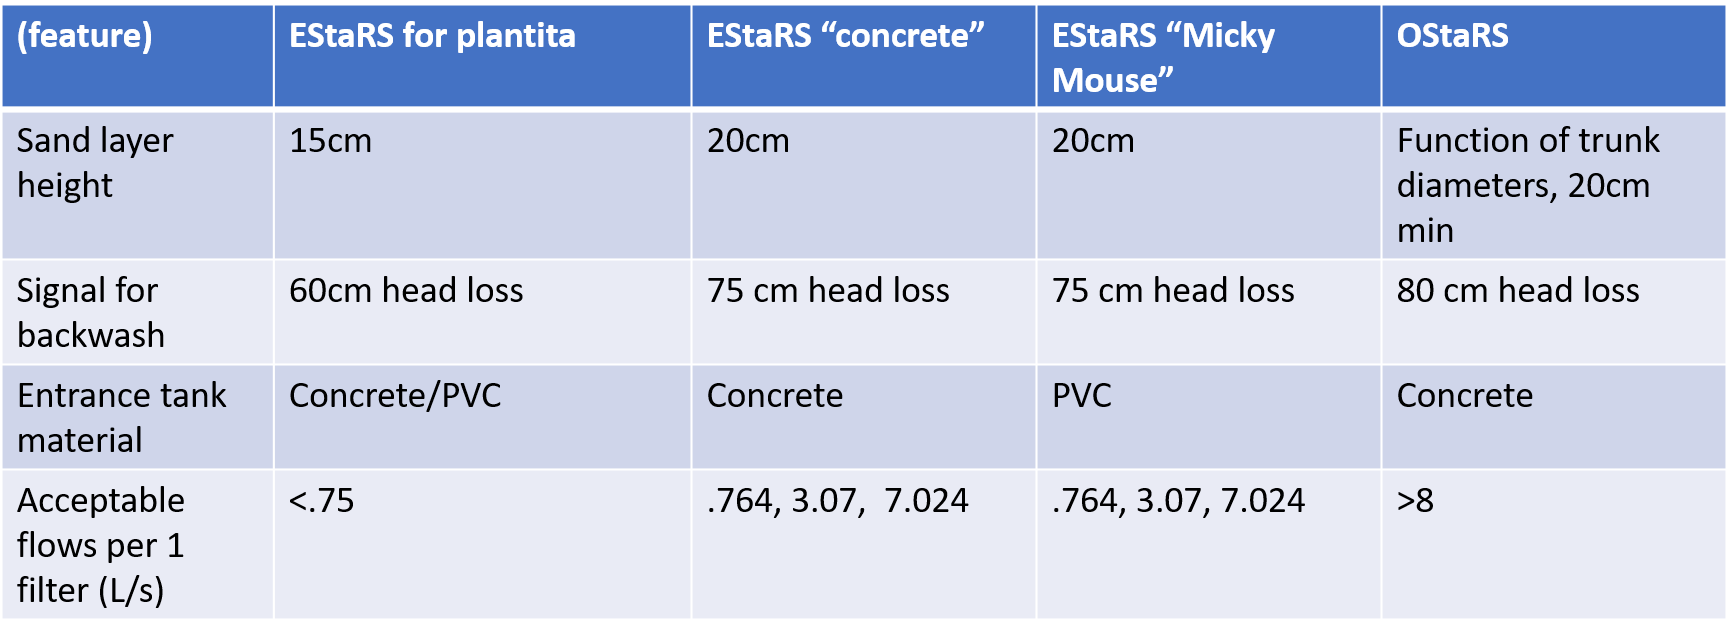 (feature)
EStaRS for plantita
EStaRS “concrete”
EStaRS “Micky
Mouse”
OStaRS
Sand layer
height
15cm
20cm
20cm
Function of trunk
diameters, 20cm
min
Signal for
backwash
60cm head loss
75 cm head loss
75 cm head loss
80 cm head loss
Entrance tank
material
Concrete/PVC
Concrete
PVC
Concrete
Acceptable
flows per 1
filter (L/s)
<.75
.764, 3.07,  7.024
.764, 3.07, 7.024
>8